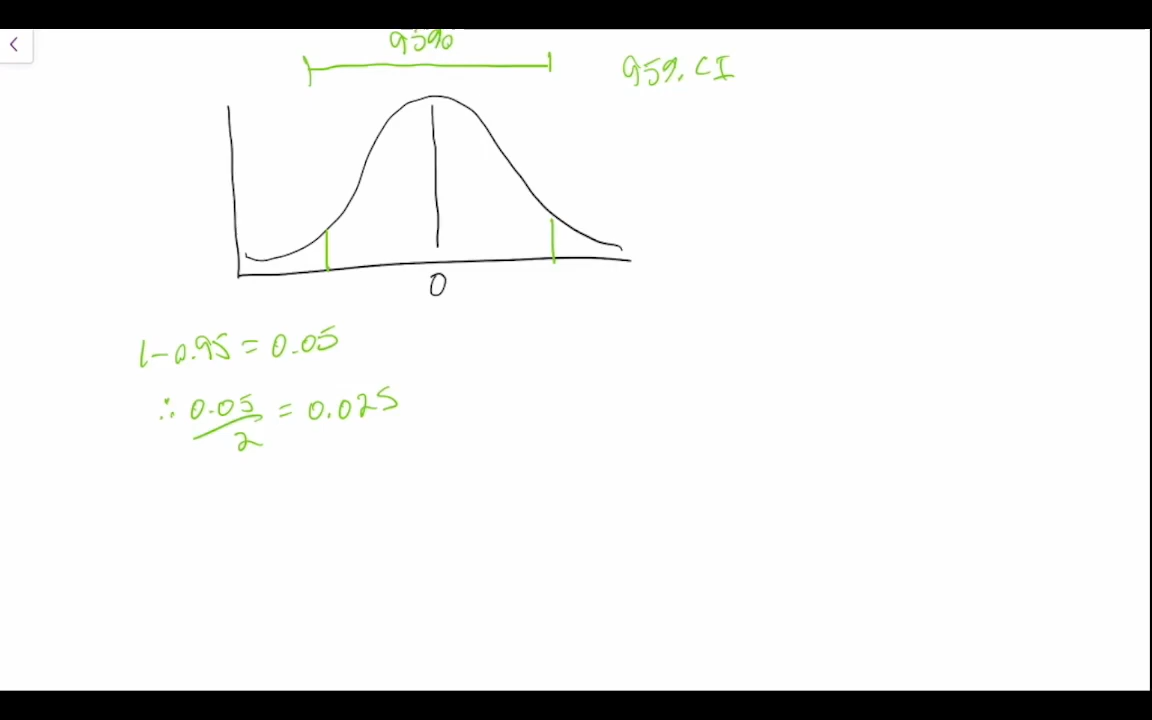 95%
95% CI
0
1-0.95 = 0.05
∴ 0.05/2 = 0.025